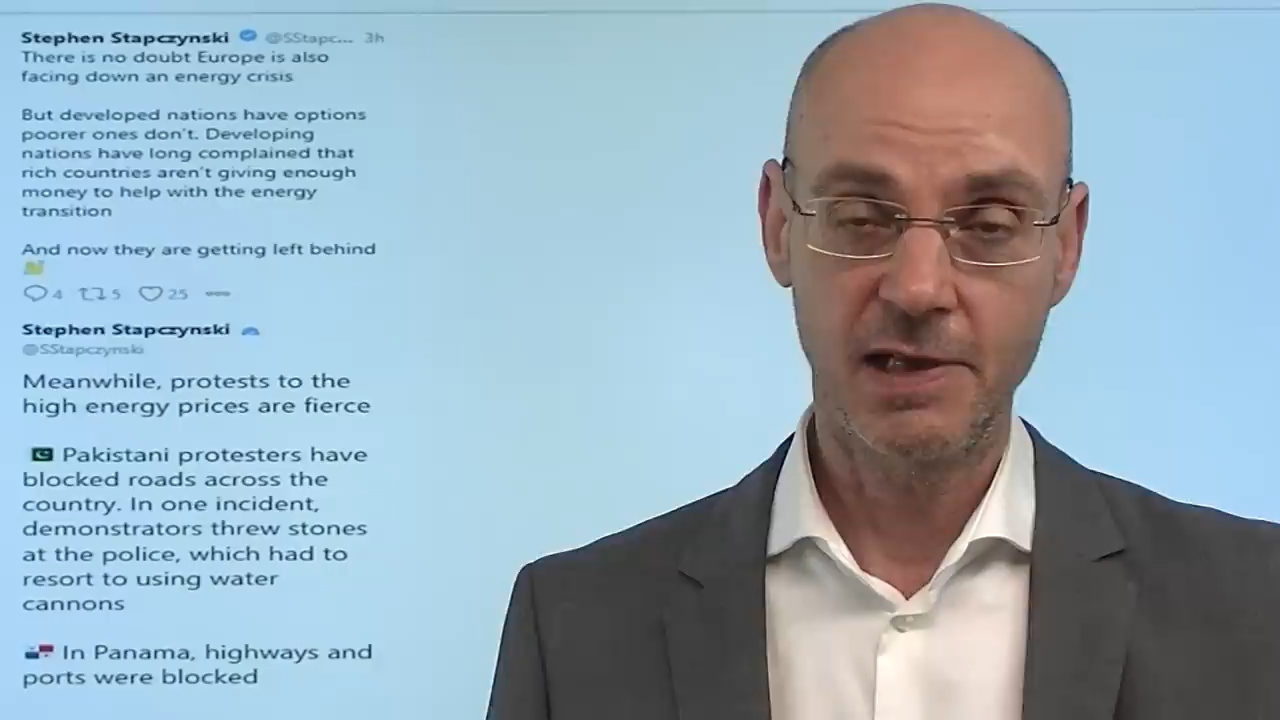 Stephen Stapczynski @SStapc... 3h
There is no doubt Europe is also
facing down an energy crisis
But developed nations have options
poorer ones don't. Developing
nations have long complained that
rich countries aren't giving enough
money to help with the energy
transition
And now they are getting left behind
4 5 25
Stephen Stapczynski
@SStapczynski
Meanwhile, protests to the
high energy prices are fierce
Pakistani protesters have
blocked roads across the
country. In one incident,
demonstrators threw stones
at the police, which had to
resort to using water
cannons
In Panama, highways and
ports were blocked